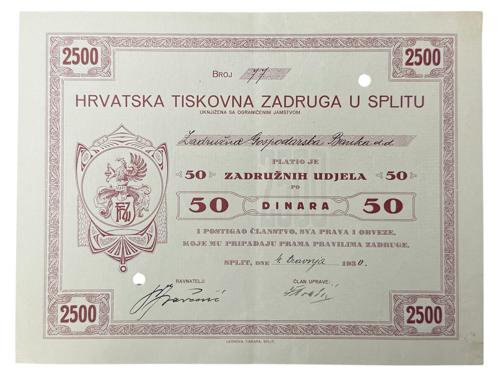 2500 2500
BROJ 77
HRVATSKA TISKOVNA ZADRUGA U SPLITU
UKNJIŽENA SA OGRANIČENIM JAMSTVOM
Zadružna Gospodarska Banka d.d.
PLATIO JE
50 ZADRUŽNIH UDJELA 50
PO
50 DINARA 50
I POSTIGAO ČLANSTVO, SVA PRAVA I OBVEZE,
KOJE MU PRIPADAJU PRAMA PRAVILIMA ZADRUGE.
SPLIT, DNE 4 travnja 1930.
RAVNATELJ: ČLAN UPRAVE:
2500 2500